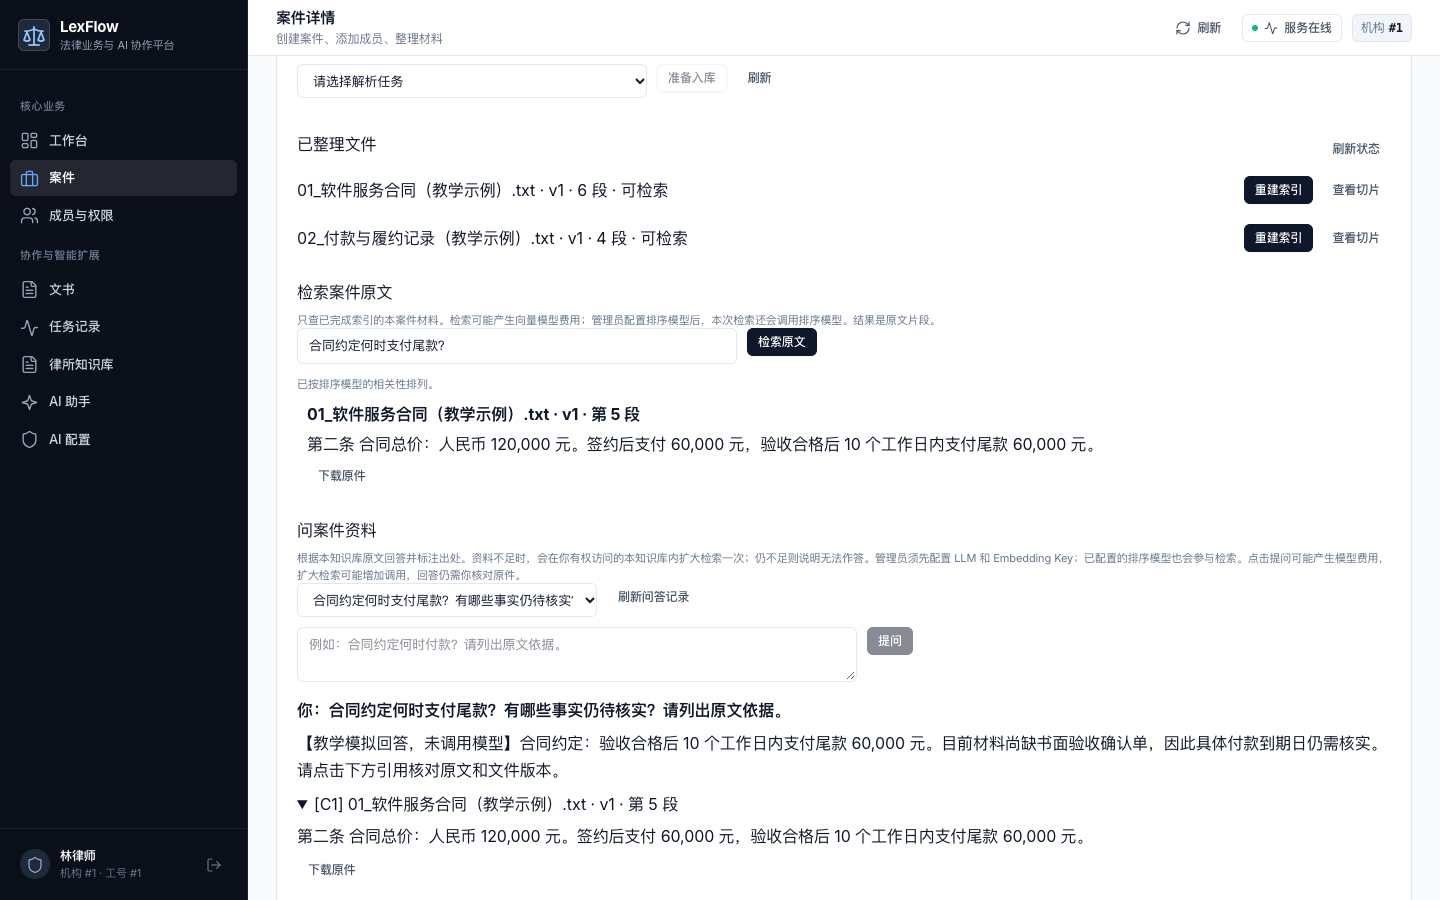 LexFlow
法律业务与 AI 协作平台
核心业务
工作台
案件
成员与权限
协作与智能扩展
文书
任务记录
律所知识库
AI 助手
AI 配置
林律师
机构 #1 · 工号 #1
案件详情
创建案件、添加成员、整理材料
刷新
服务在线
机构 #1
请选择解析任务
准备入库
刷新
已整理文件
刷新状态
01_软件服务合同（教学示例）.txt · v1 · 6 段 · 可检索
重建索引
查看切片
02_付款与履约记录（教学示例）.txt · v1 · 4 段 · 可检索
重建索引
查看切片
检索案件原文
只查已完成索引的本案件材料。检索可能产生向量模型费用；管理员配置排序模型后，本次检索还会调用排序模型。结果是原文片段。
合同约定何时支付尾款?
检索原文
已按排序模型的相关性排列。
01_软件服务合同（教学示例）.txt · v1 · 第 5 段
第二条 合同总价：人民币 120,000 元。签约后支付 60,000 元，验收合格后 10 个工作日内支付尾款 60,000 元。
下载原件
问案件资料
根据本知识库原文回答并标注出处。资料不足时，会在你有权访问的本知识库内扩大检索一次；仍不足则说明无法作答。管理员须先配置 LLM 和 Embedding Key；已配置的排序模型也会参与检索。点击提问可能产生模型费用，
扩大检索可能增加调用，回答仍需你核对原件。
合同约定何时支付尾款？有哪些事实仍待核实
刷新问答记录
例如：合同约定何时付款？请列出原文依据。
提问
你：合同约定何时支付尾款？有哪些事实仍待核实？请列出原文依据。
【教学模拟回答，未调用模型】合同约定：验收合格后 10 个工作日内支付尾款 60,000 元。目前材料尚缺书面验收确认单，因此具体付款到期日仍需核实。
请点击下方引用核对原文和文件版本。
▼ [C1] 01_软件服务合同（教学示例）.txt · v1 · 第 5 段
第二条 合同总价：人民币 120,000 元。签约后支付 60,000 元，验收合格后 10 个工作日内支付尾款 60,000 元。
下载原件